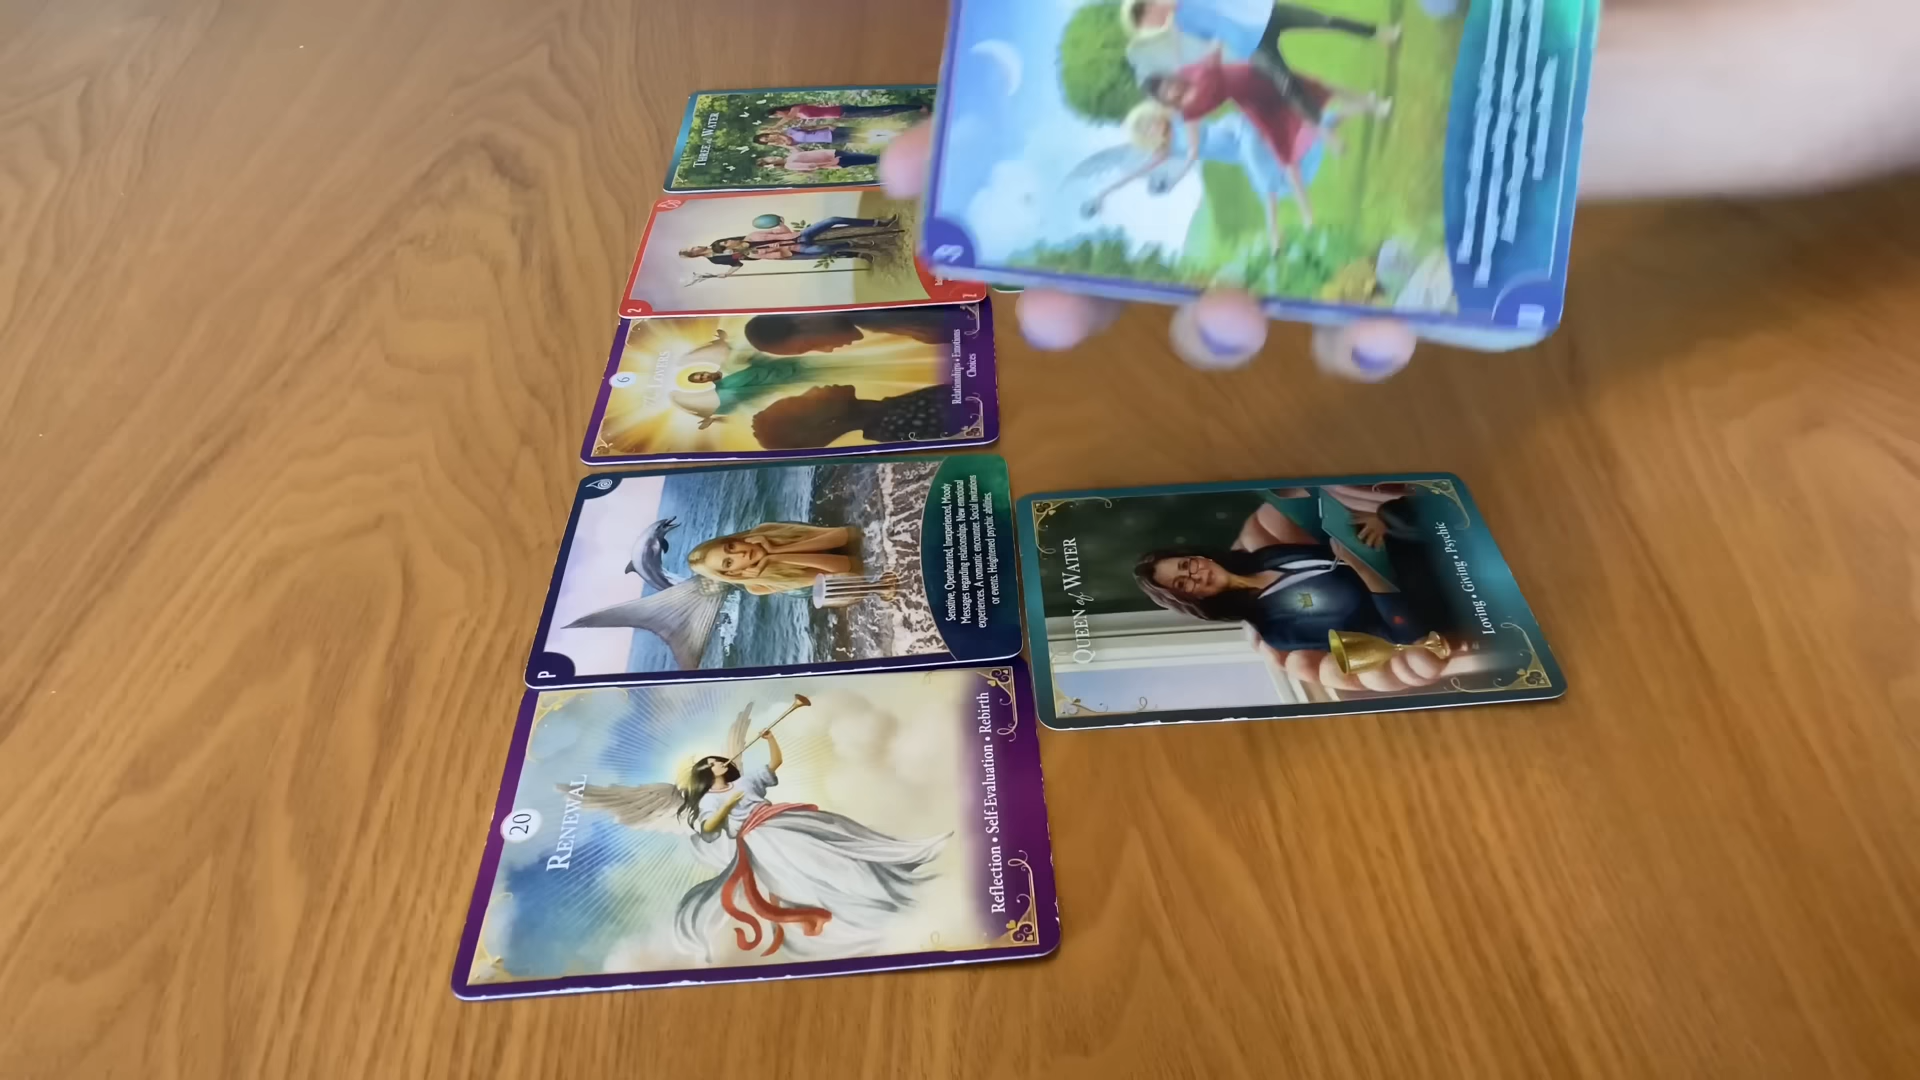 THREE of WATER
2
6
THE LOVERS
Relationships • Emotions
Choices
P
Sensitive, Openhearted, Inexperienced, Moody
Messages regarding relationships. New emotional
experiences. A romantic encounter. Social invitations
or events. Heightened psychic abilities.
20
RENEWAL
Reflection • Self-Evaluation • Rebirth
QUEEN of WATER
Loving • Giving • Psychic